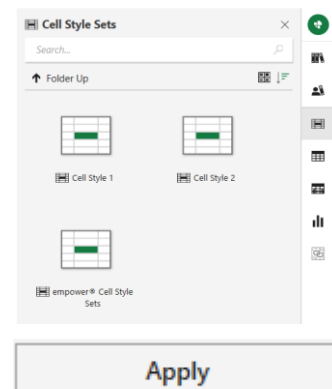 Cell Style Sets
Search...
Folder Up
Cell Style 1
Cell Style 2
empower® Cell Style
Sets
Apply